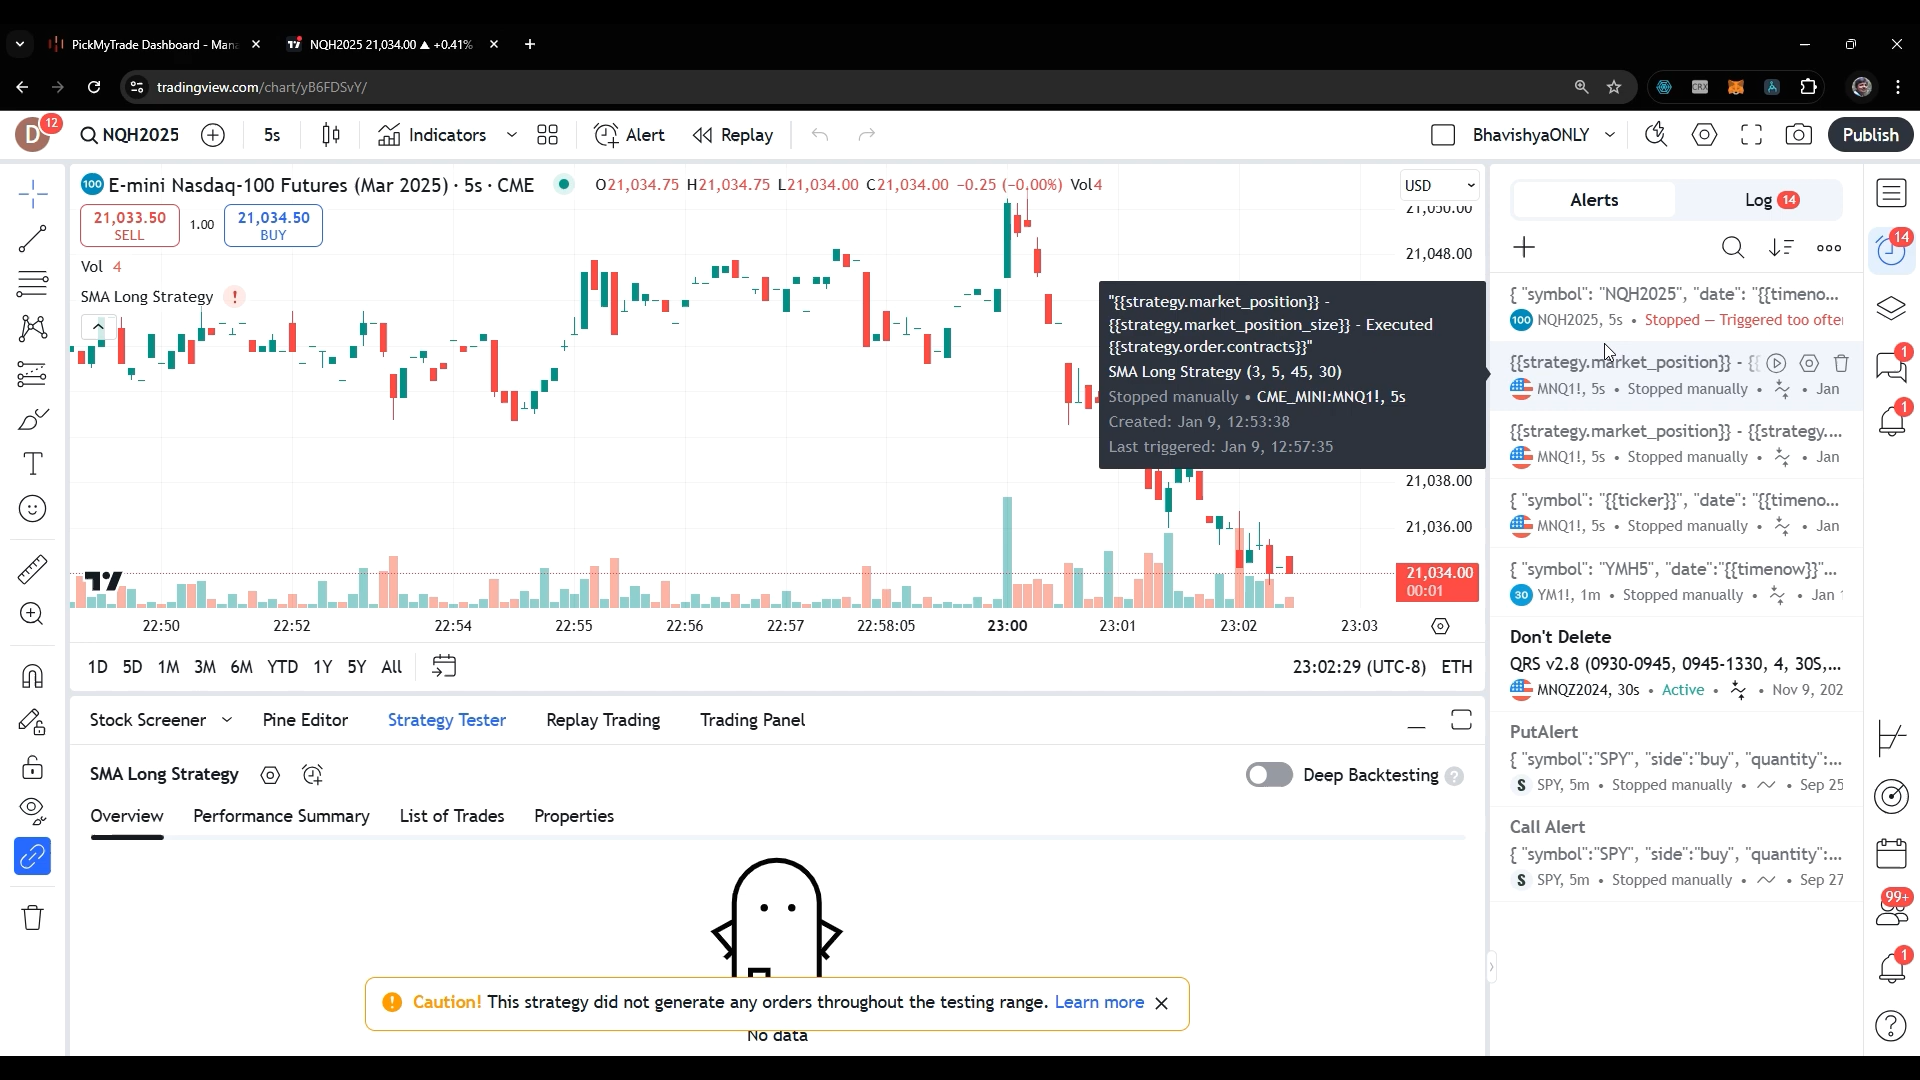 PickMyTrade Dashboard - Man
NQH2025 21,034.00 ▲ +0.41%
tradingview.com/chart/yB6FDSvY/
CRX
D 12
NQH2025
5s
Indicators
Alert
Replay
BhavishyaONLY
Publish
100 E-mini Nasdaq-100 Futures (Mar 2025) · 5s · CME
O21,034.75 H21,034.75 L21,034.00 C21,034.00 −0.25 (−0.00%) Vol4
USD
21,033.50
SELL
1.00
21,034.50
BUY
Vol 4
SMA Long Strategy !
21,050.00
21,048.00
21,038.00
21,036.00
21,034.00
00:01
"{{strategy.market_position}} -
{{strategy.market_position_size}} - Executed
{{strategy.order.contracts}}"
SMA Long Strategy (3, 5, 45, 30)
Stopped manually • CME_MINI:MNQ1!, 5s
Created: Jan 9, 12:53:38
Last triggered: Jan 9, 12:57:35
22:50 22:52 22:54 22:55 22:56 22:57 22:58:05 23:00 23:01 23:02 23:03
1D 5D 1M 3M 6M YTD 1Y 5Y All
23:02:29 (UTC-8) ETH
Stock Screener Pine Editor Strategy Tester Replay Trading Trading Panel
SMA Long Strategy
Deep Backtesting ?
Overview Performance Summary List of Trades Properties
Caution! This strategy did not generate any orders throughout the testing range. Learn more
No data
Alerts
Log 14
{ "symbol": "NQH2025", "date": "{{timeno...
100 NQH2025, 5s • Stopped — Triggered too ofte
{{strategy.market_position}} - {{
MNQ1!, 5s • Stopped manually • • Jan
{{strategy.market_position}} - {{strategy....
MNQ1!, 5s • Stopped manually • • Jan
{ "symbol": "{{ticker}}", "date": "{{timeno...
MNQ1!, 5s • Stopped manually • • Jan
{ "symbol": "YMH5", "date":"{{timenow}}"...
30 YM1!, 1m • Stopped manually • • Jan
Don't Delete
QRS v2.8 (0930-0945, 0945-1330, 4, 30S,...
MNQZ2024, 30s • Active • • Nov 9, 202
PutAlert
{ "symbol":"SPY", "side":"buy", "quantity":...
S SPY, 5m • Stopped manually • • Sep 25
Call Alert
{ "symbol":"SPY", "side":"buy", "quantity":...
S SPY, 5m • Stopped manually • • Sep 27
14
1
1
99+
1